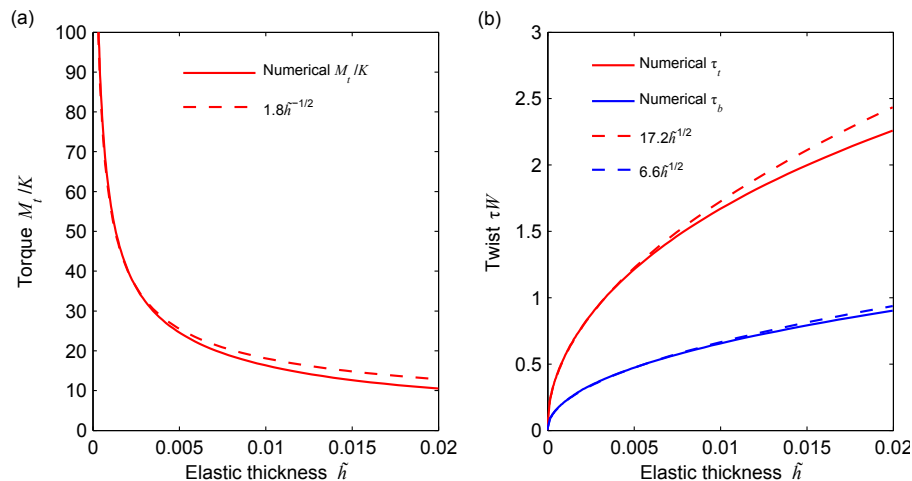 (a)
100
90
80
70
60
50
40
30
20
10
0
Torque M_t/K
Numerical M_t/K
1.8h̃^{-1/2}
0
0.005
0.01
0.015
0.02
Elastic thickness h̃
(b)
3
2.5
2
1.5
1
0.5
0
Twist τW
Numerical τ_t
Numerical τ_b
17.2h̃^{1/2}
6.6h̃^{1/2}
0
0.005
0.01
0.015
0.02
Elastic thickness h̃